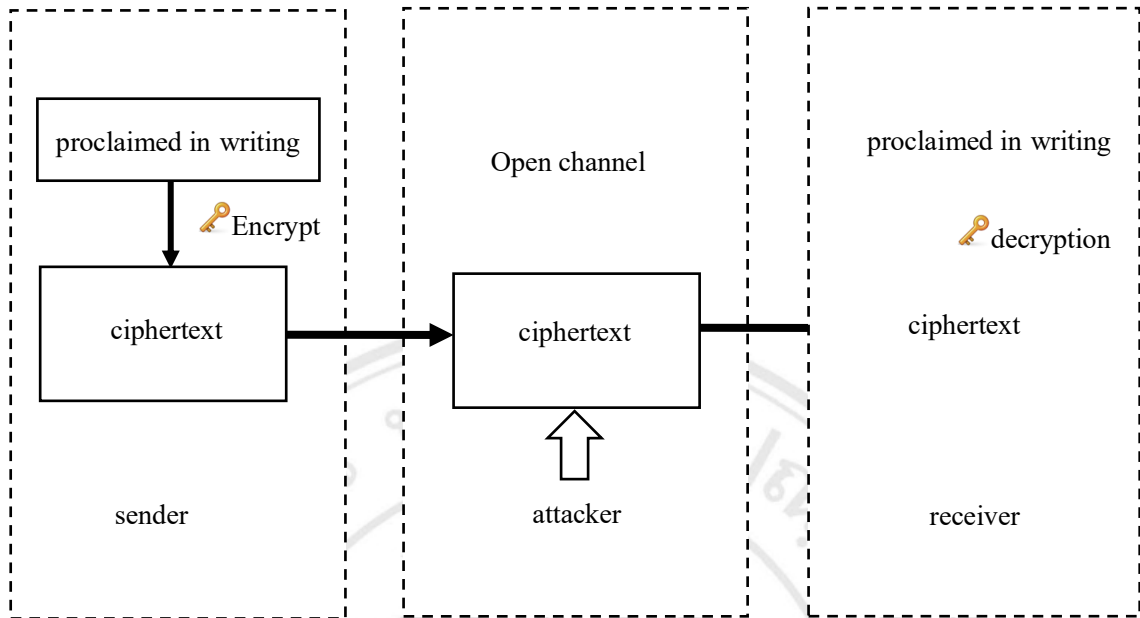 proclaimed in writing
Encrypt
ciphertext
sender
Open channel
ciphertext
attacker
proclaimed in writing
decryption
ciphertext
receiver